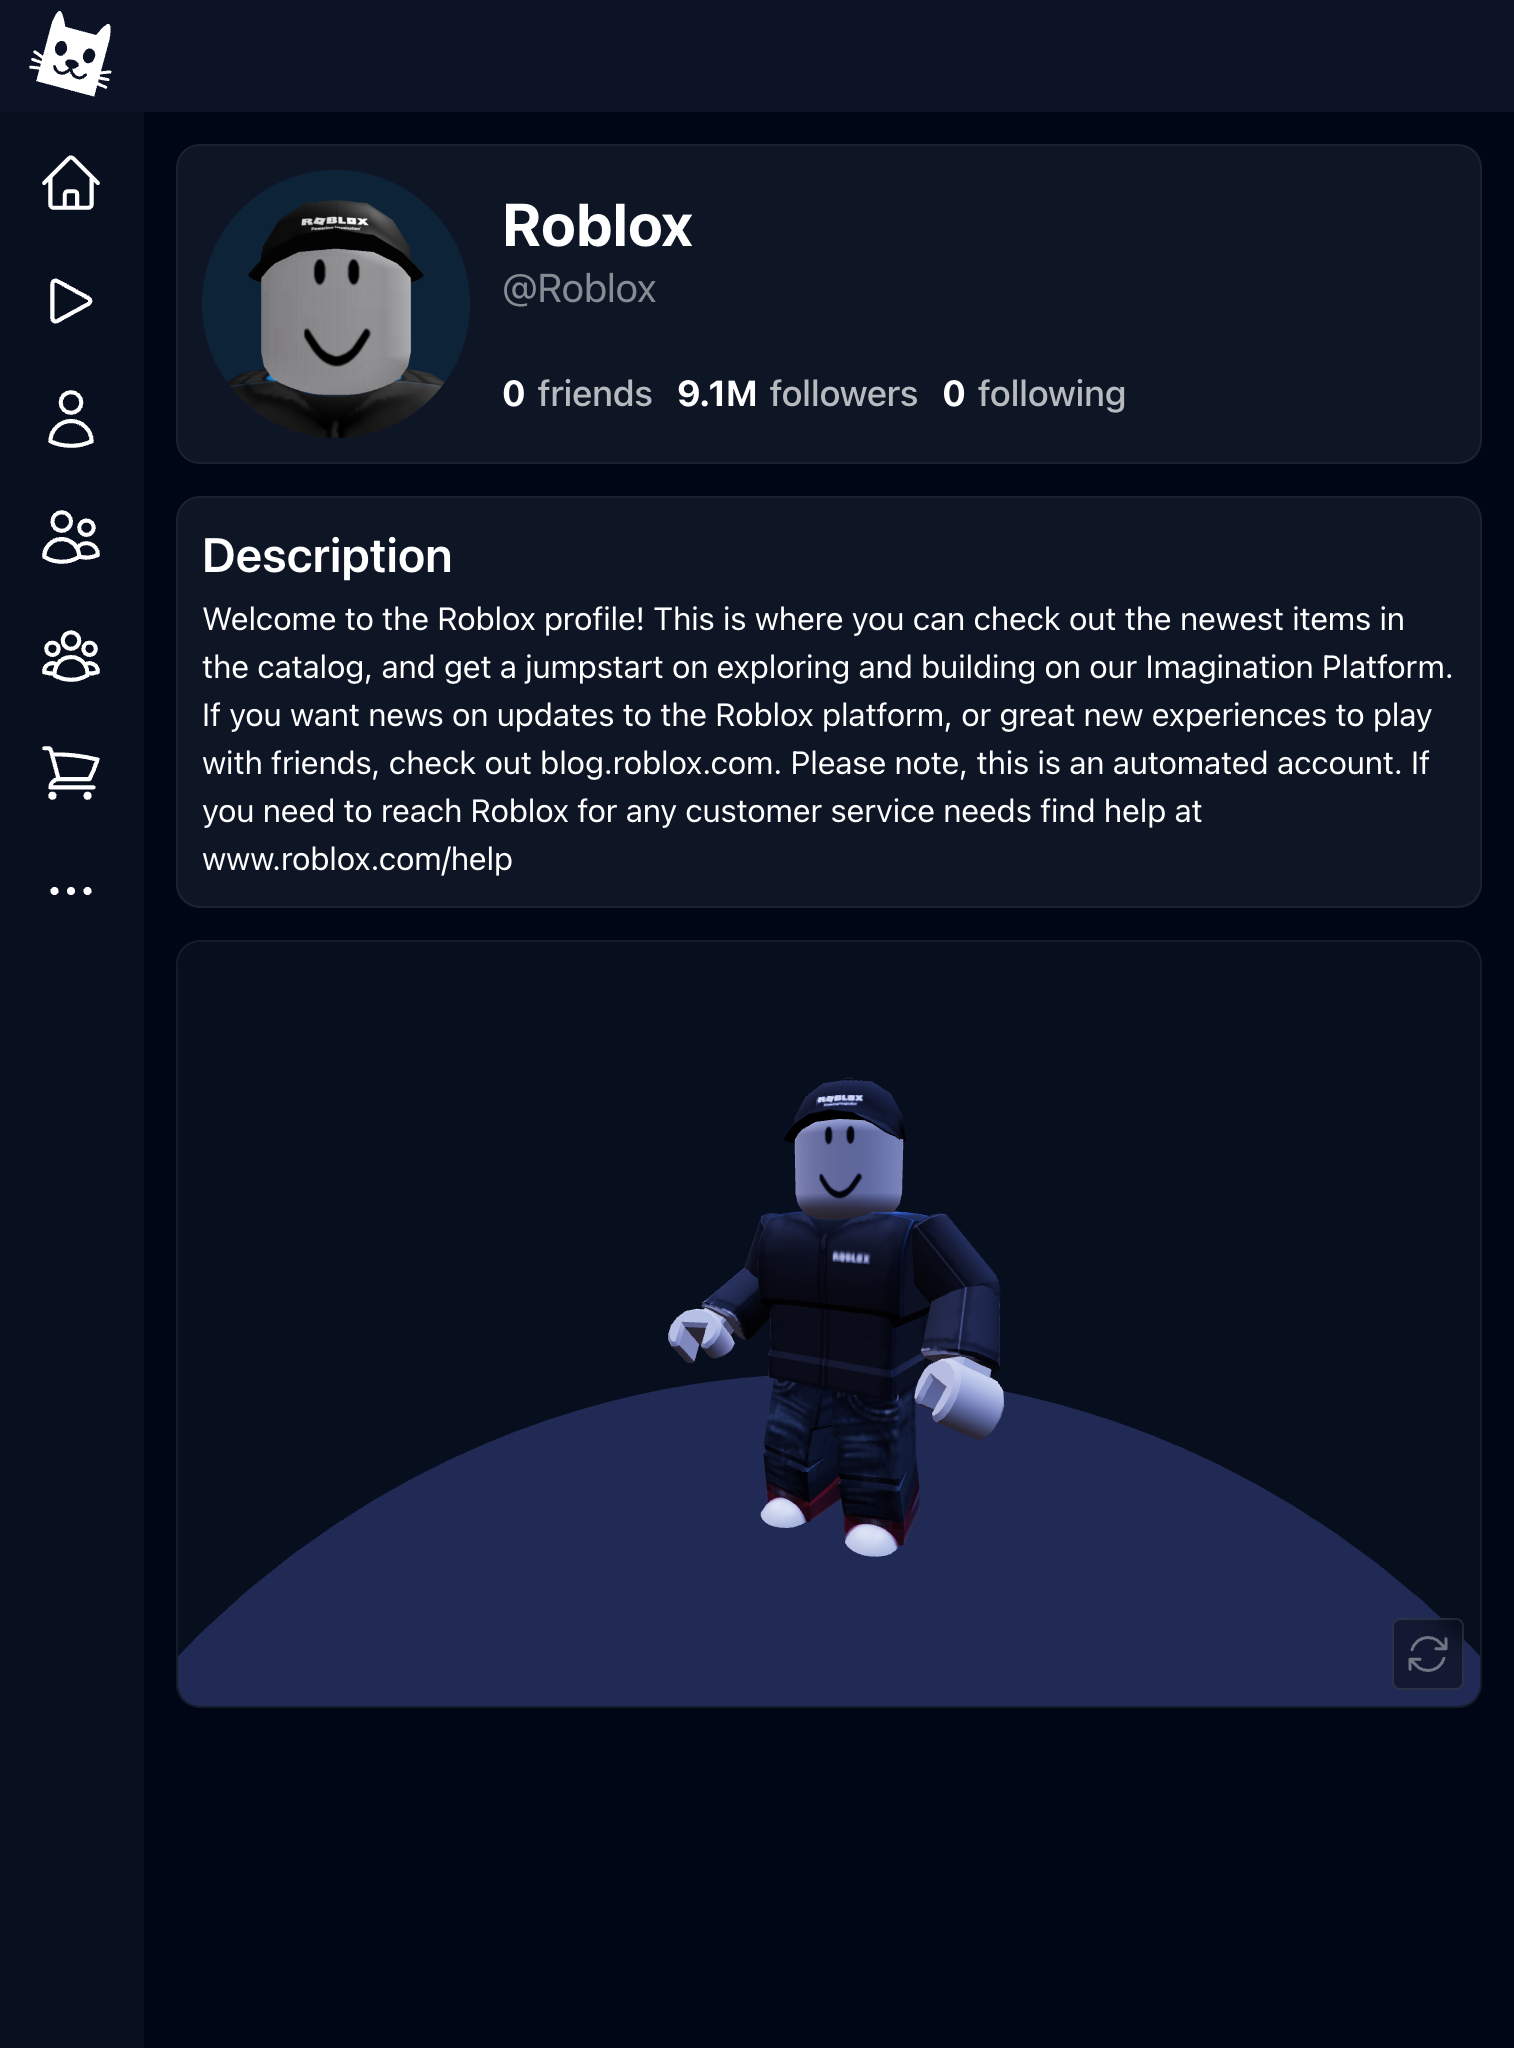 ROBLOX
Roblox
@Roblox
0 friends 9.1M followers 0 following
Description
Welcome to the Roblox profile! This is where you can check out the newest items in
the catalog, and get a jumpstart on exploring and building on our Imagination Platform.
If you want news on updates to the Roblox platform, or great new experiences to play
with friends, check out blog.roblox.com. Please note, this is an automated account. If
you need to reach Roblox for any customer service needs find help at
www.roblox.com/help
ROBLOX
ROBLOX